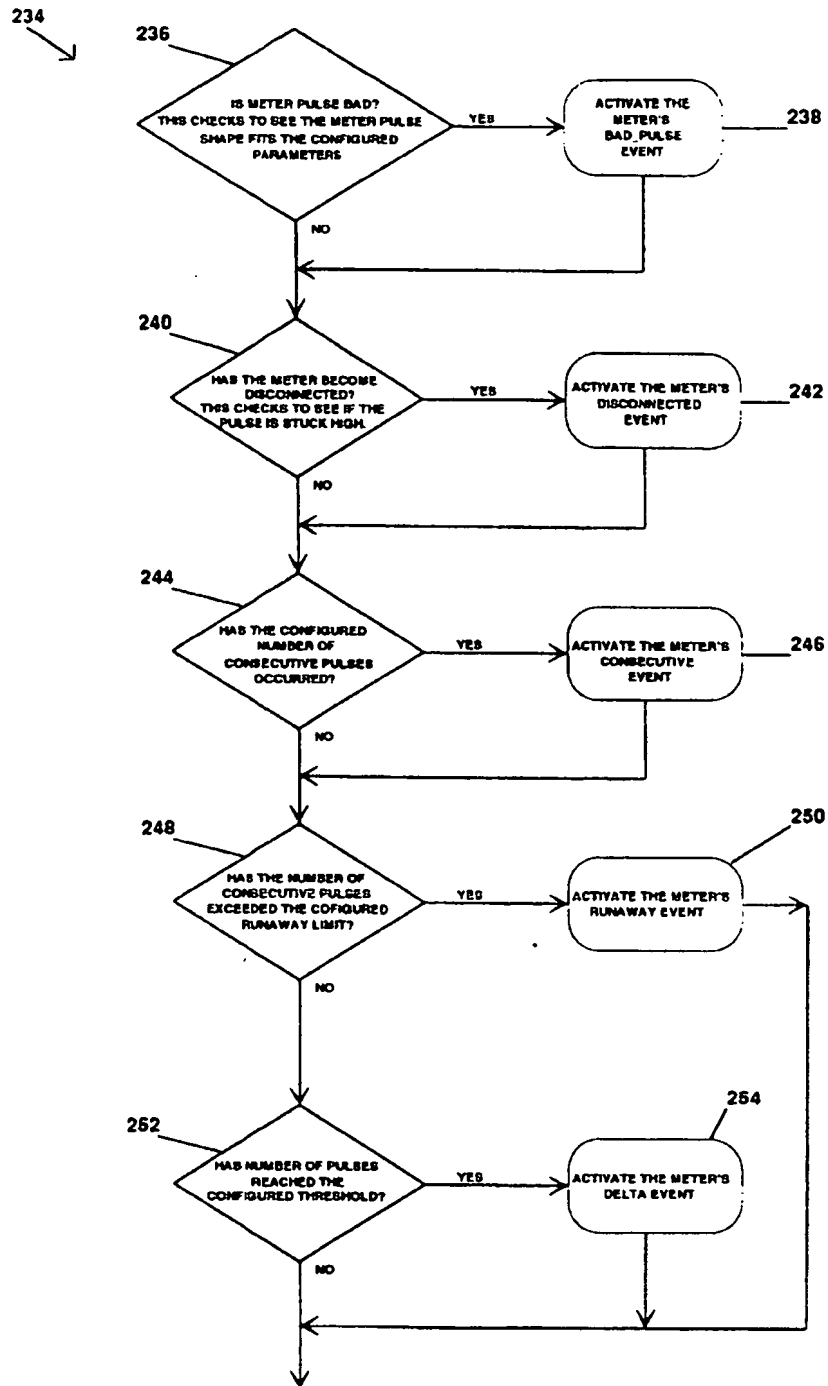 234
236
IS METER PULSE BAD?
THIS CHECKS TO SEE THE METER PULSE
SHAPE FITS THE CONFIGURED
PARAMETERS
YES
ACTIVATE THE
METER'S
BAD_PULSE
EVENT
238
NO
240
HAS THE METER BECOME
DISCONNECTED?
THIS CHECKS TO SEE IF THE
PULSE IS STUCK HIGH.
YES
ACTIVATE THE METER'S
DISCONNECTED
EVENT
242
NO
244
HAS THE CONFIGURED
NUMBER OF
CONSECUTIVE PULSES
OCCURRED?
YES
ACTIVATE THE METER'S
CONSECUTIVE
EVENT
246
NO
248
HAS THE NUMBER OF
CONSECUTIVE PULSES
EXCEEDED THE COFIGURED
RUNAWAY LIMIT?
YES
ACTIVATE THE METER'S
RUNAWAY EVENT
250
NO
252
HAS NUMBER OF PULSES
REACHED THE
CONFIGURED THRESHOLD?
YES
ACTIVATE THE METER'S
DELTA EVENT
254
NO